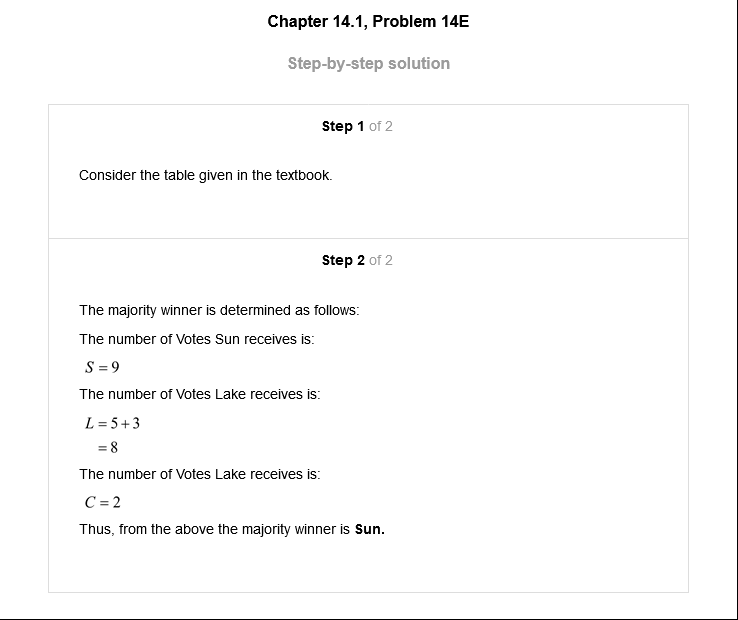 Chapter 14.1, Problem 14E
Step-by-step solution
Step 1 of 2
Consider the table given in the textbook.
Step 2 of 2
The majority winner is determined as follows:
The number of Votes Sun receives is:
S = 9
The number of Votes Lake receives is:
L = 5 + 3
= 8
The number of Votes Lake receives is:
C = 2
Thus, from the above the majority winner is Sun.